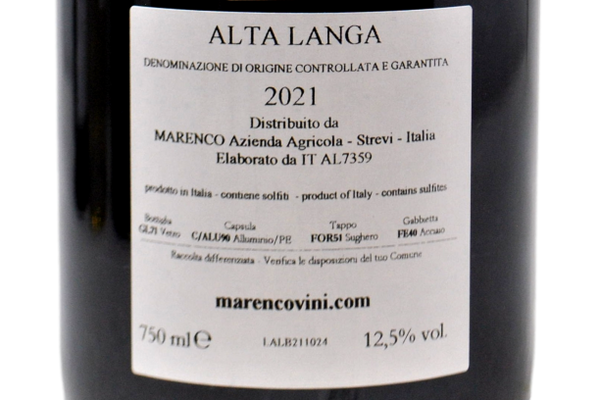 ALTA LANGA
DENOMINAZIONE DI ORIGINE CONTROLLATA E GARANTITA
2021
Distribuito da
MARENCO Azienda Agricola - Strevi - Italia
Elaborato da IT AL7359
prodotto in Italia - contiene solfiti - product of Italy - contains sulfites
Bottiglia Capsula Tappo Gabbietta
GL71 Vetro C/ALU90 Alluminio/PE FOR51 Sughero FE40 Acciaio
Raccolta differenziata - Verifica le disposizioni del tuo Comune
marencovini.com
750 ml ℮ LALB211024 12,5% vol.